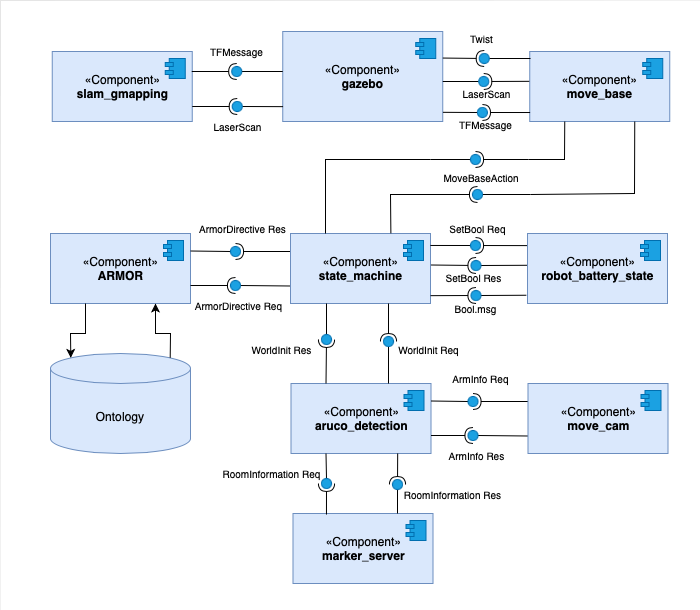 Twist
TFMessage
«Component»
slam_gmapping
«Component»
gazebo
«Component»
move_base
LaserScan
LaserScan
TFMessage
MoveBaseAction
ArmorDirective Res
SetBool Req
«Component»
ARMOR
«Component»
state_machine
«Component»
robot_battery_state
SetBool Res
ArmorDirective Req
Bool.msg
WorldInit Res
WorldInit Req
Ontology
ArmInfo Req
«Component»
aruco_detection
«Component»
move_cam
ArmInfo Res
RoomInformation Req
RoomInformation Res
«Component»
marker_server